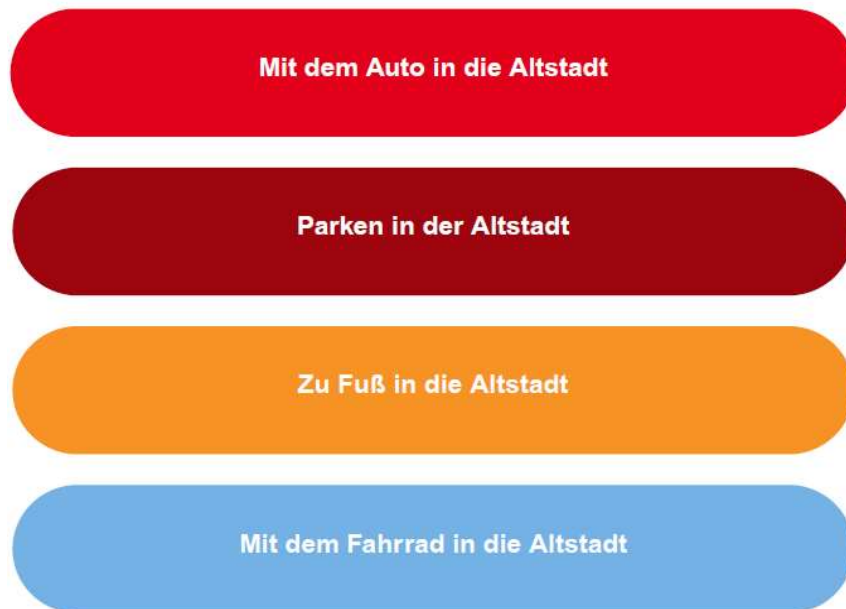 Mit dem Auto in die Altstadt
Parken in der Altstadt
Zu Fuß in die Altstadt
Mit dem Fahrrad in die Altstadt